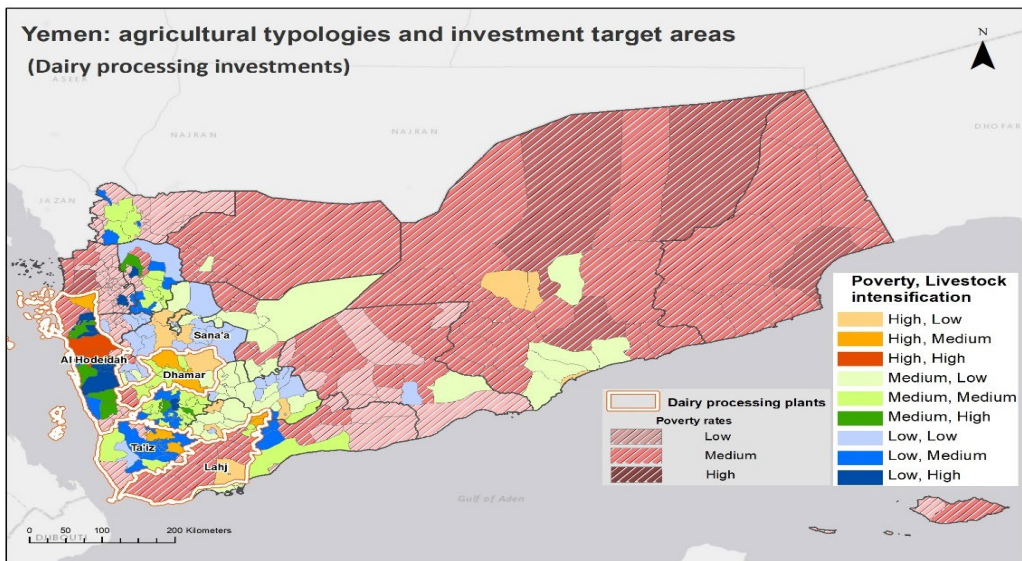 Yemen: agricultural typologies and investment target areas
(Dairy processing investments)
N
ASEER
NAJRAN
NAJRAN
DHOFAR
JAZAN
Sana'a
Al Hodeidah
Dhamar
Ta'iz
Lahj
Gulf of Aden
DJIBOUTI
0 50 100 200 Kilometers
Dairy processing plants
Poverty rates
Low
Medium
High
Poverty, Livestock
intensification
High, Low
High, Medium
High, High
Medium, Low
Medium, Medium
Medium, High
Low, Low
Low, Medium
Low, High